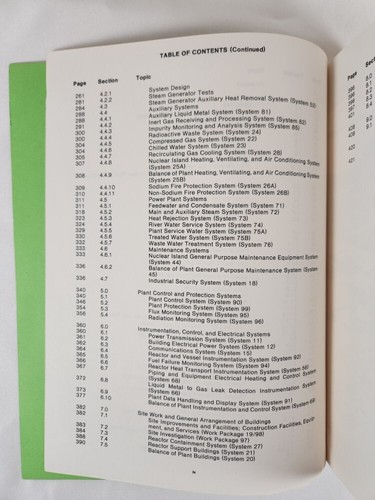 TABLE OF CONTENTS (Continued)
Page Section Topic
System Design
261 4.2.1 Steam Generator Tests
281 4.2.2 Steam Generator Auxiliary Heat Removal System (System 53)
284 4.3 Auxiliary Systems
288 4.4 Auxiliary Liquid Metal System (System
288 4.4.1 Inert Gas Receiving and Processing System (System
291 4.4.2 Impurity Monitoring and Analysis System (System
300 4.4.3 Radioactive Waste System (System 24)
300 4.4.4 Compressed Gas System (System 22)
304 4.4.5 Chilled Water System (System 23)
305 4.4.6 Recirculating Gas Cooling System (System 28)
305 4.4.7 Nuclear Island Heating, Ventilating, and Air Conditioning System
307 4.4.8 (System 25A)
308 4.4.9 Balance of Plant Heating, Ventilating, and Air Conditioning System
(System 25B)
309 4.4.10 Sodium Fire Protection System (System 26A)
310 4.4.11 Non-Sodium Fire Protection System (System 26B)
311 4.5 Power Plant Systems
311 4.5.1 Feedwater and Condensate System (System 71)
318 4.5.2 Main and Auxiliary Steam System (System 72)
323 4.5.3 Heat Rejection System (System 73)
324 4.5.4 River Water Service System (System 74)
329 4.5.5 Plant Service Water System (System 75A)
330 4.5.6 Treated Water System (System 75B)
332 4.5.7 Waste Water Treatment System (System 76)
333 4.6 Maintenance Systems
333 4.6.1 Nuclear Island General Purpose Maintenance Equipment System
(System 44)
336 4.6.2 Balance of Plant General Purpose Maintenance System (System
45)
336 4.7 Industrial Security System (System 18)
340 5.0 Plant Control and Protection Systems
340 5.1 Plant Control System (System 90)
346 5.2 Plant Protection System (System 99)
354 5.3 Flux Monitoring System (System 95)
356 5.4 Radiation Monitoring System (System 96)
360 6.0 Instrumentation, Control, and Electrical Systems
360 6.1 Power Transmission System (System 11)
361 6.2 Building Electrical Power System (System 12)
364 6.4 Communications System (System 15)
365 6.5 Reactor and Vessel Instrumentation System (System 92)
366 6.6 Fuel Failure Monitoring System (System 94)
367 6.7 Reactor Heat Transport Instrumentation System (System
372 6.8 Piping and Equipment Electrical Heating and Control System
(System 68)
373 6.9 Liquid Metal to Gas Leak Detection Instrumentation System
(System 66)
377 6.10 Plant Data Handling and Display System (System 91)
Balance of Plant Instrumentation and Control System (System
382 7.0 Site Work and General Arrangement of Buildings
382 7.1 Site Improvements and Facilities; Construction Facilities, Equip-
ment, and Services (Work Package 19/98)
383 7.2 Site Investigation (Work Package 97)
384 7.3 Reactor Containment System (System 27)
387 7.4 Reactor Support Buildings (System 21)
390 7.5 Balance of Plant Buildings (System 20)